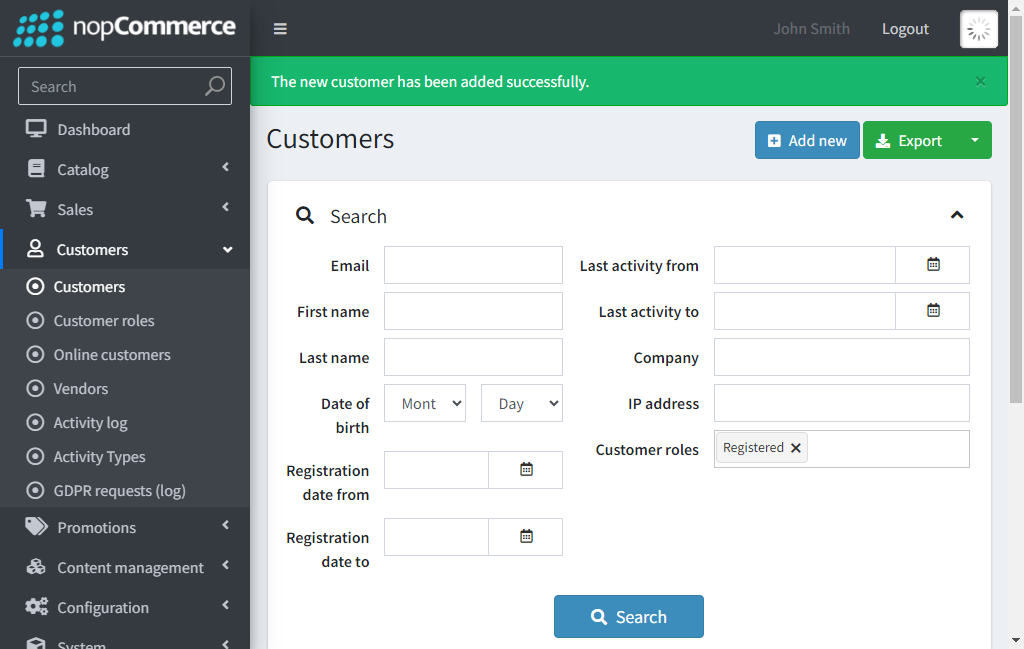 nopCommerce
John Smith
Logout
Search
The new customer has been added successfully.
×
Dashboard
Catalog
Sales
Customers
Customers
Customer roles
Online customers
Vendors
Activity log
Activity Types
GDPR requests (log)
Promotions
Content management
Configuration
System
Customers
Add new
Export
Search
Email
First name
Last name
Date of
birth
Mont
Day
Registration
date from
Registration
date to
Last activity from
Last activity to
Company
IP address
Customer roles
Registered ×
Search